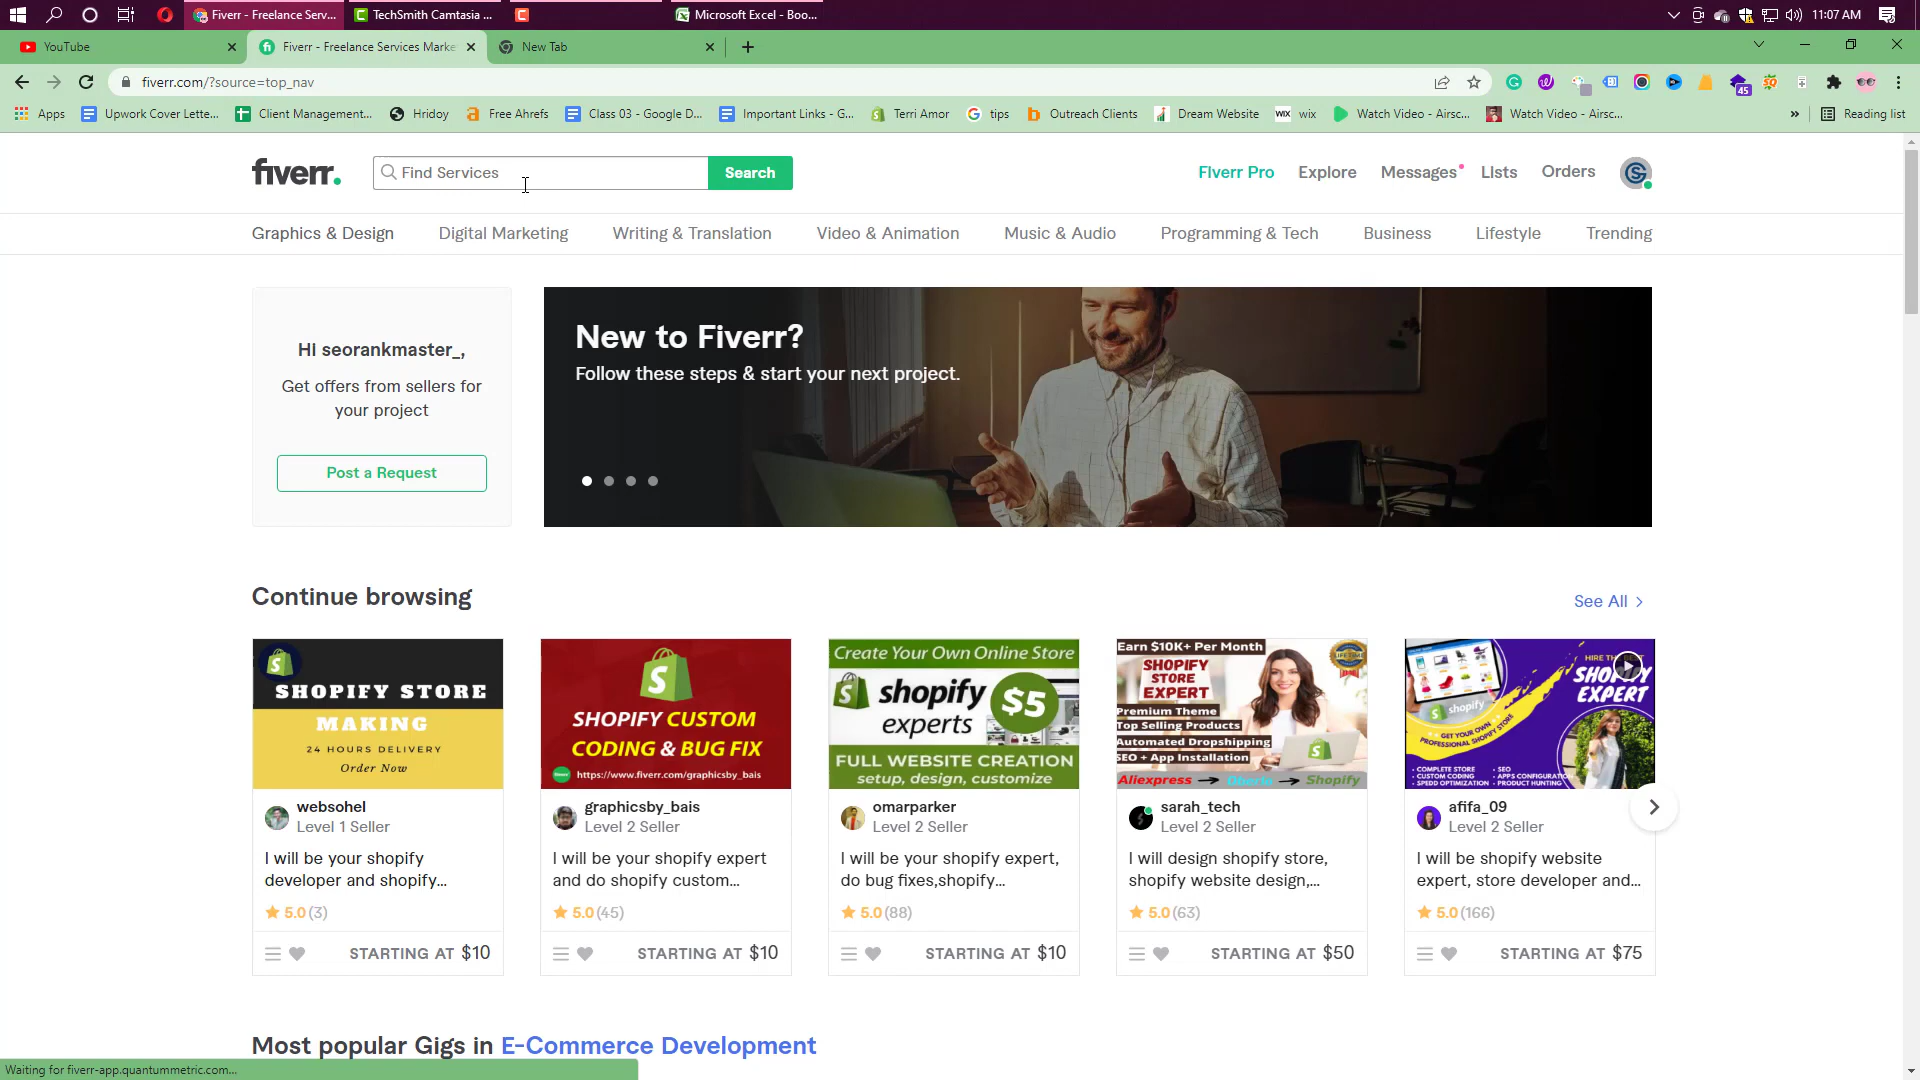 Fiverr - Freelance Serv...
TechSmith Camtasia ...
Microsoft Excel - Boo...
11:07 AM
YouTube
Fiverr - Freelance Services Marke
New Tab
fiverr.com/?source=top_nav
45
Apps
Upwork Cover Lette...
Client Management...
Hridoy
Free Ahrefs
Class 03 - Google D...
Important Links - G...
Terri Amor
tips
Outreach Clients
Dream Website
WIX wix
Watch Video - Airsc...
Watch Video - Airsc...
Reading list
fiverr.
Find Services
Search
Fiverr Pro
Explore
Messages
Lists
Orders
Graphics & Design
Digital Marketing
Writing & Translation
Video & Animation
Music & Audio
Programming & Tech
Business
Lifestyle
Trending
Hi seorankmaster_,
Get offers from sellers for
your project
Post a Request
New to Fiverr?
Follow these steps & start your next project.
Continue browsing
See All
SHOPIFY STORE
MAKING
24 HOURS DELIVERY
Order Now
websohel
Level 1 Seller
I will be your shopify
developer and shopify...
5.0 (3)
STARTING AT $10
SHOPIFY CUSTOM
CODING & BUG FIX
https://www.fiverr.com/graphicsby_bais
graphicsby_bais
Level 2 Seller
I will be your shopify expert
and do shopify custom...
5.0 (45)
STARTING AT $10
Create Your Own Online Store
shopify
experts
$5
FULL WEBSITE CREATION
setup, design, customize
omarparker
Level 2 Seller
I will be your shopify expert,
do bug fixes,shopify...
5.0 (88)
STARTING AT $10
Earn $10K+ Per Month
SHOPIFY
STORE
EXPERT
Premium Theme
Top Selling Products
Automated Dropshipping
SEO + App Installation
Aliexpress
Oberlo
Shopify
sarah_tech
Level 2 Seller
I will design shopify store,
shopify website design,...
5.0 (63)
STARTING AT $50
HIRE THE BEST
SHOPIFY
EXPERT
shopify
GET YOUR OWN
PROFESSIONAL SHOPIFY STORE
afifa_09
Level 2 Seller
I will be shopify website
expert, store developer and...
5.0 (166)
STARTING AT $75
Most popular Gigs in E-Commerce Development
Waiting for fiverr-app.quantummetric.com...